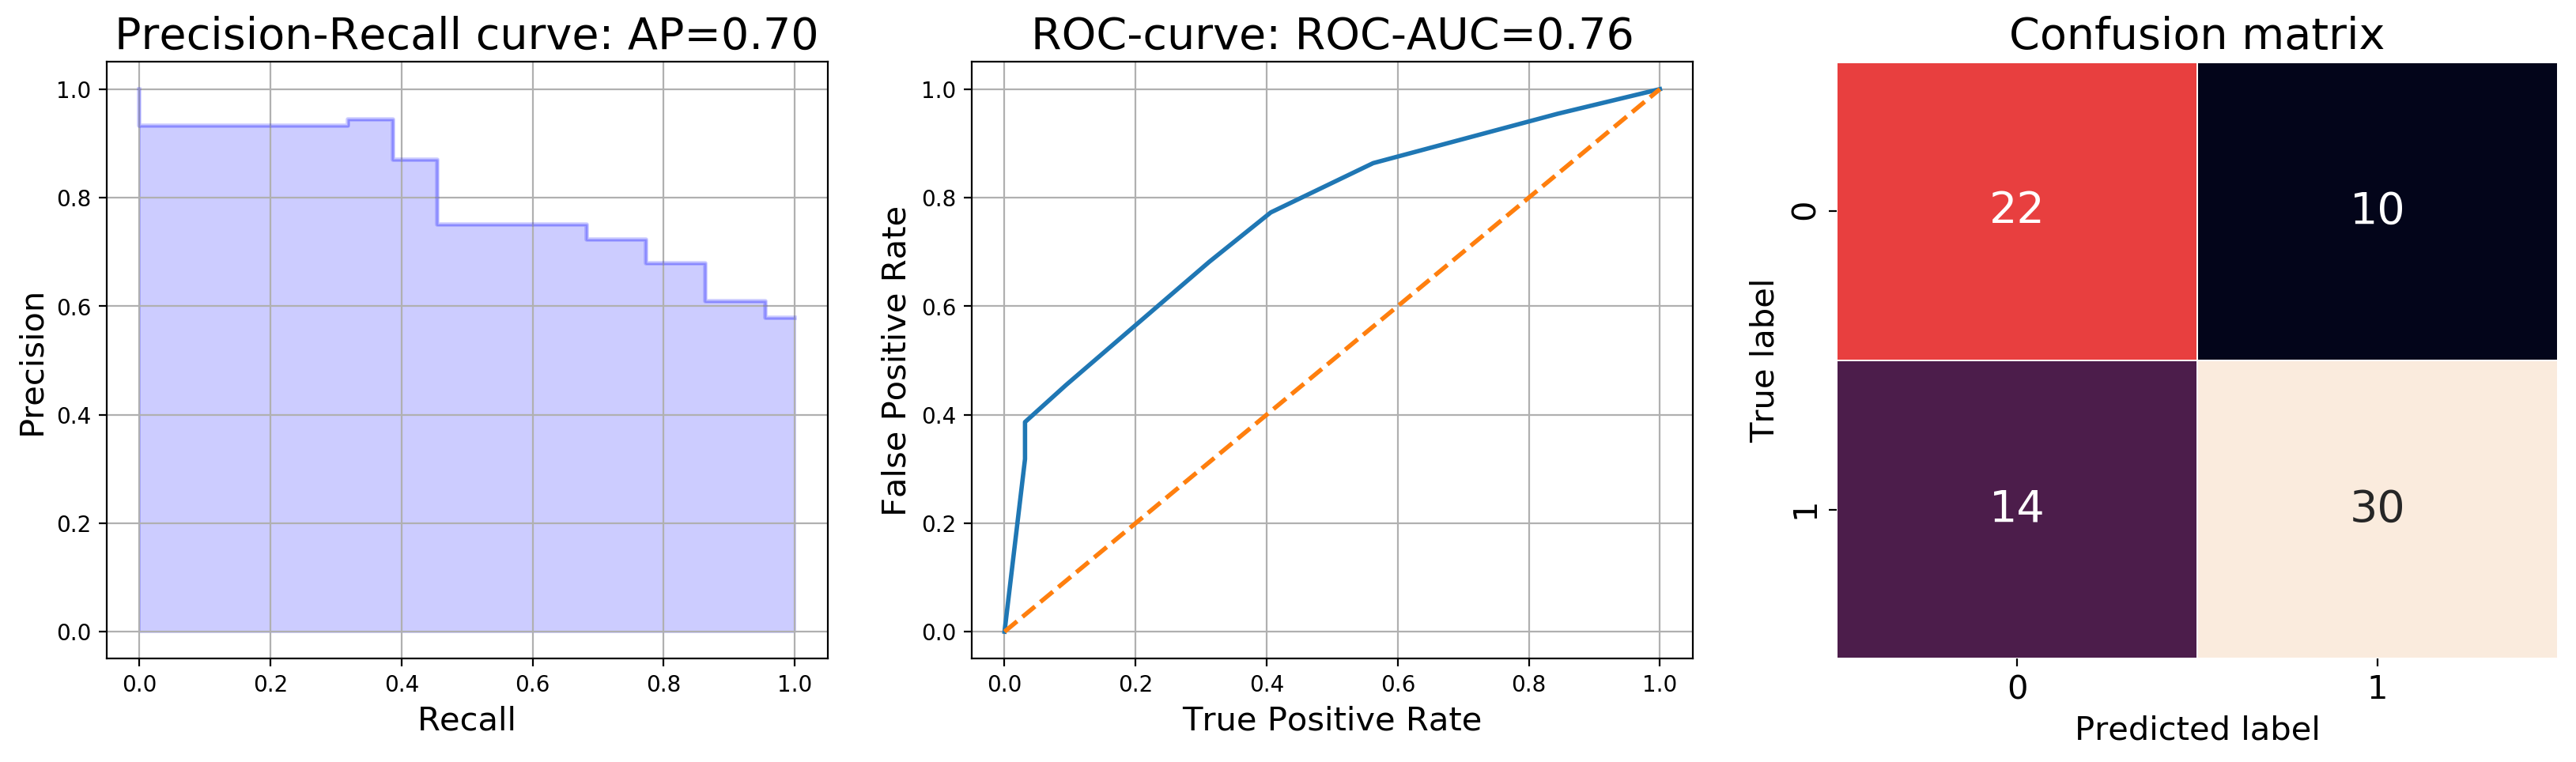 Precision-Recall curve: AP=0.70
1.0
0.8
0.6
0.4
0.2
0.0
Precision
0.0 0.2 0.4 0.6 0.8 1.0
Recall
ROC-curve: ROC-AUC=0.76
1.0
0.8
0.6
0.4
0.2
0.0
False Positive Rate
0.0 0.2 0.4 0.6 0.8 1.0
True Positive Rate
Confusion matrix
0
1
True label
22 10
14 30
0 1
Predicted label